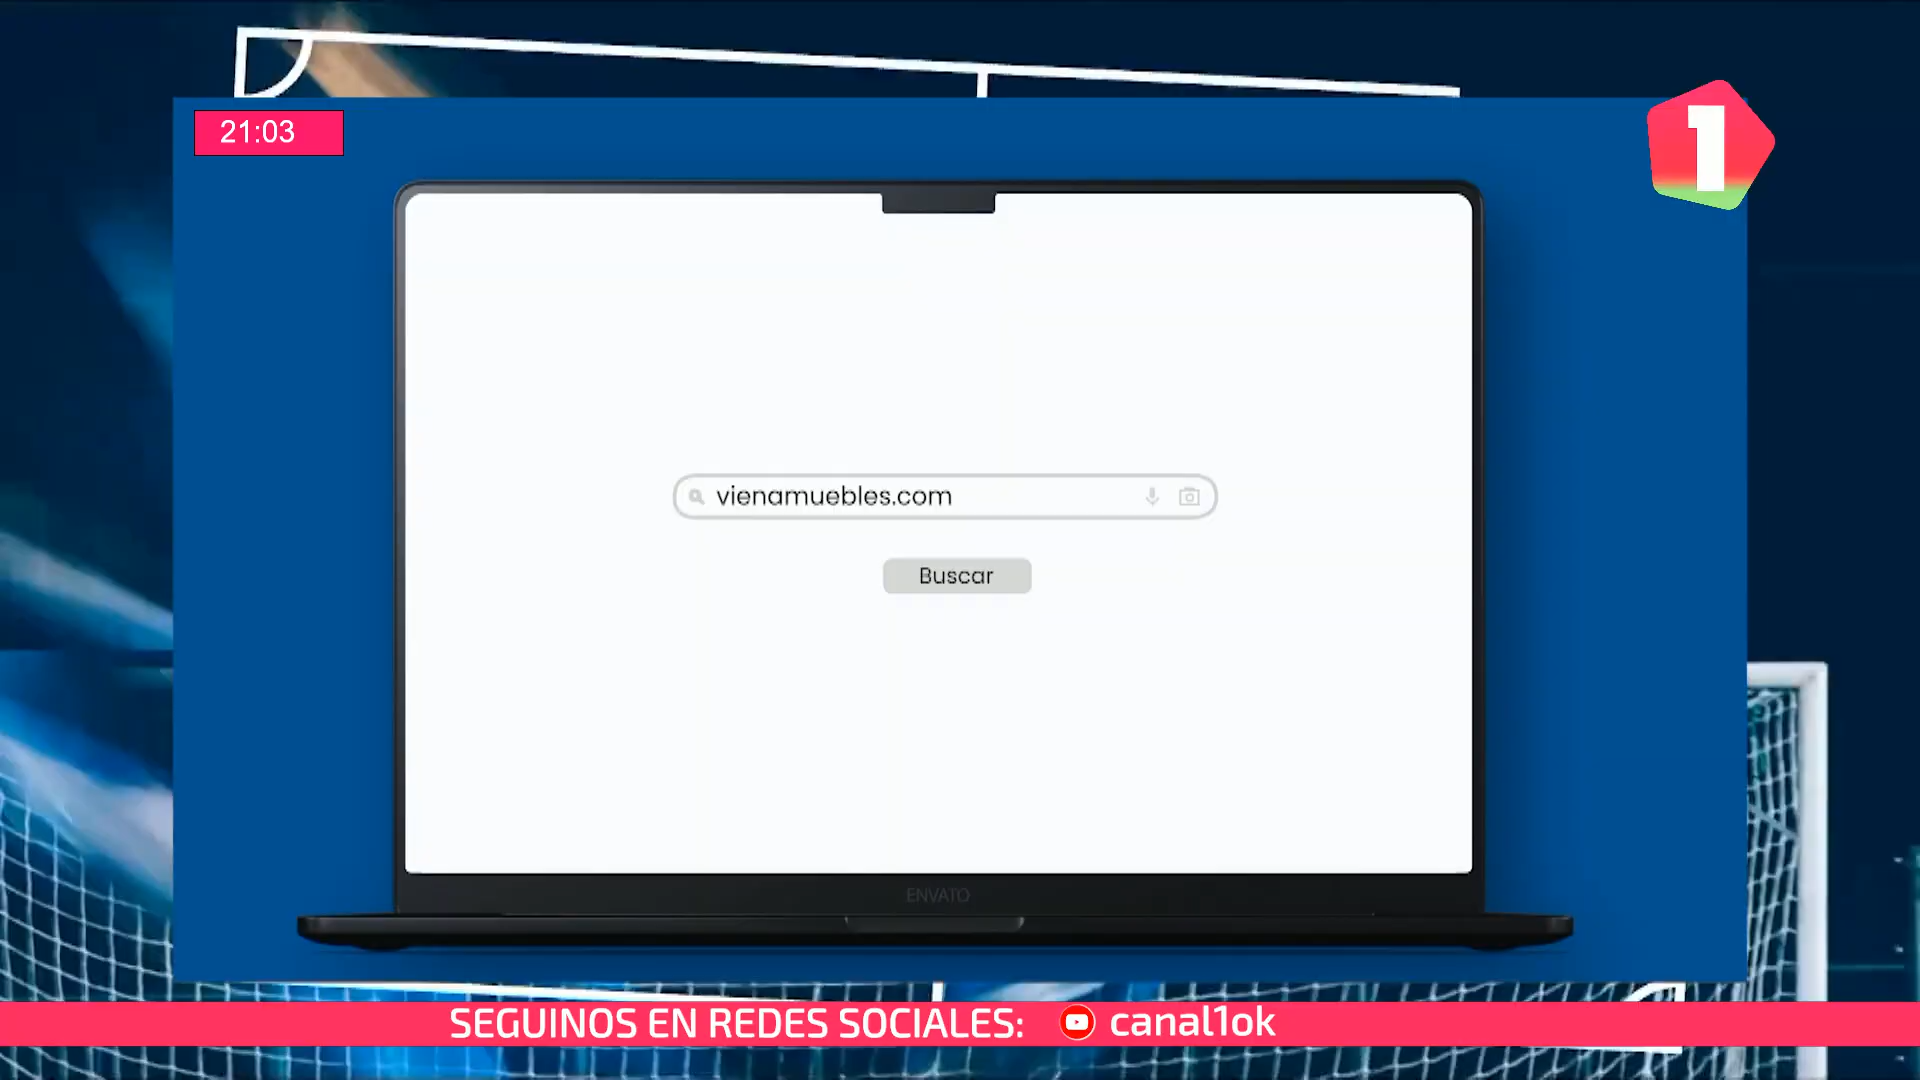 21:03
1
vienamuebles.com
Buscar
ENVATO
SEGUINOS EN REDES SOCIALES: canal1ok